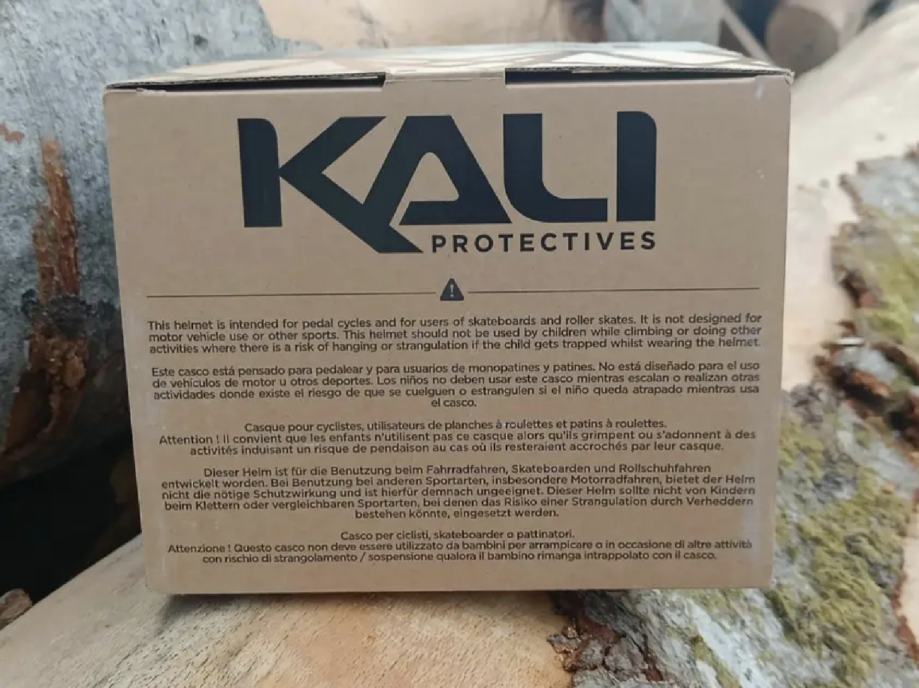 KALI
PROTECTIVES
This helmet is intended for pedal cycles and for users of skateboards and roller skates. It is not designed for
motor vehicle use or other sports. This helmet should not be used by children while climbing or doing other
activities where there is a risk of hanging or strangulation if the child gets trapped whilst wearing the helmet.
Este casco está pensado para pedalear y para usuarios de monopatines y patines. No está diseñado para el uso
de vehículos de motor u otros deportes. Los niños no deben usar este casco mientras escalan o realizan otras
actividades donde existe el riesgo de que se cuelguen o estrangulen si el niño queda atrapado mientras usa
el casco.
Casque pour cyclistes, utilisateurs de planches à roulettes et patins à roulettes.
Attention ! Il convient que les enfants n'utilisent pas ce casque alors qu'ils grimpent ou s'adonnent à des
activités induisant un risque de pendaison au cas où ils resteraient accrochés par leur casque.
Dieser Helm ist für die Benutzung beim Fahrradfahren, Skateboarden und Rollschuhfahren
entwickelt worden. Bei Benutzung bei anderen Sportarten, insbesondere Motorradfahren, bietet der Helm
nicht die nötige Schutzwirkung und ist hierfür demnach ungeeignet. Dieser Helm sollte nicht von Kindern
beim Klettern oder vergleichbaren Sportarten, bei denen das Risiko einer Strangulation durch Verheddern
bestehen könnte, eingesetzt werden.
Casco per ciclisti, skateboarder o pattinatori.
Attenzione ! Questo casco non deve essere utilizzato da bambini per arrampicare o in occasione di altre attività
con rischio di strangolamento / sospensione qualora il bambino rimanga intrappolato con il casco.